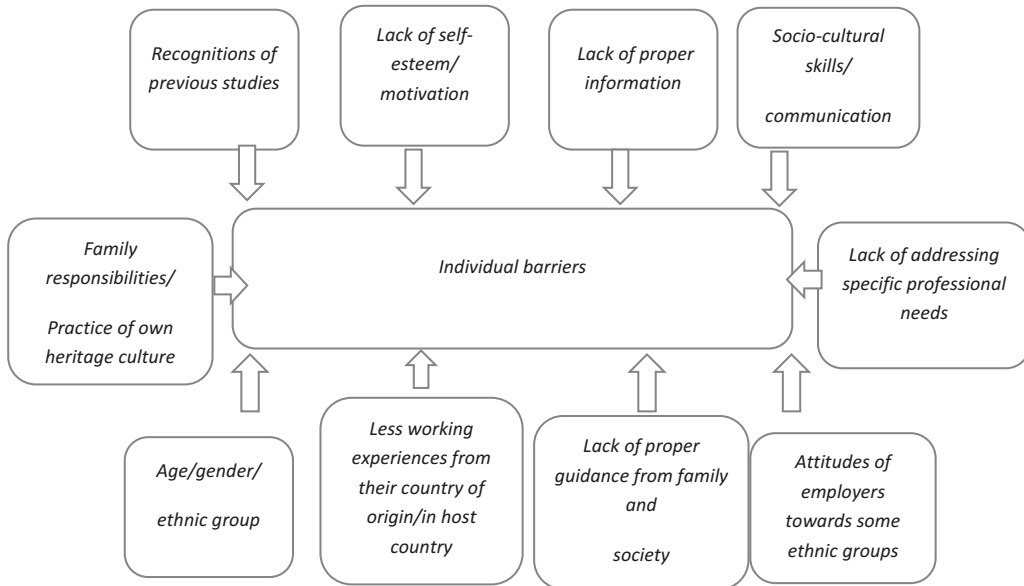 Recognitions of
previous studies
Lack of self-
esteem/
motivation
Lack of proper
information
Socio-cultural
skills/
communication
Family
responsibilities/
Practice of own
heritage culture
Individual barriers
Lack of addressing
specific professional
needs
Age/gender/
ethnic group
Less working
experiences from
their country of
origin/in host
country
Lack of proper
guidance from family
and
society
Attitudes of
employers
towards some
ethnic groups